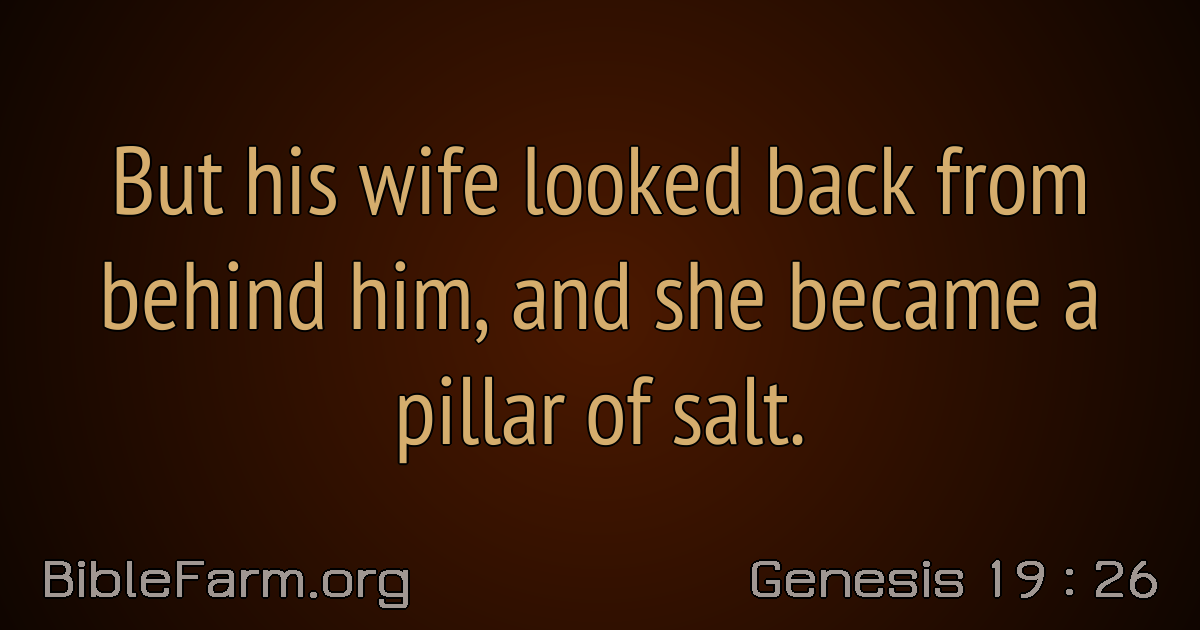 But his wife looked back from
behind him, and she became a
pillar of salt.
BibleFarm.org
Genesis 19 : 26